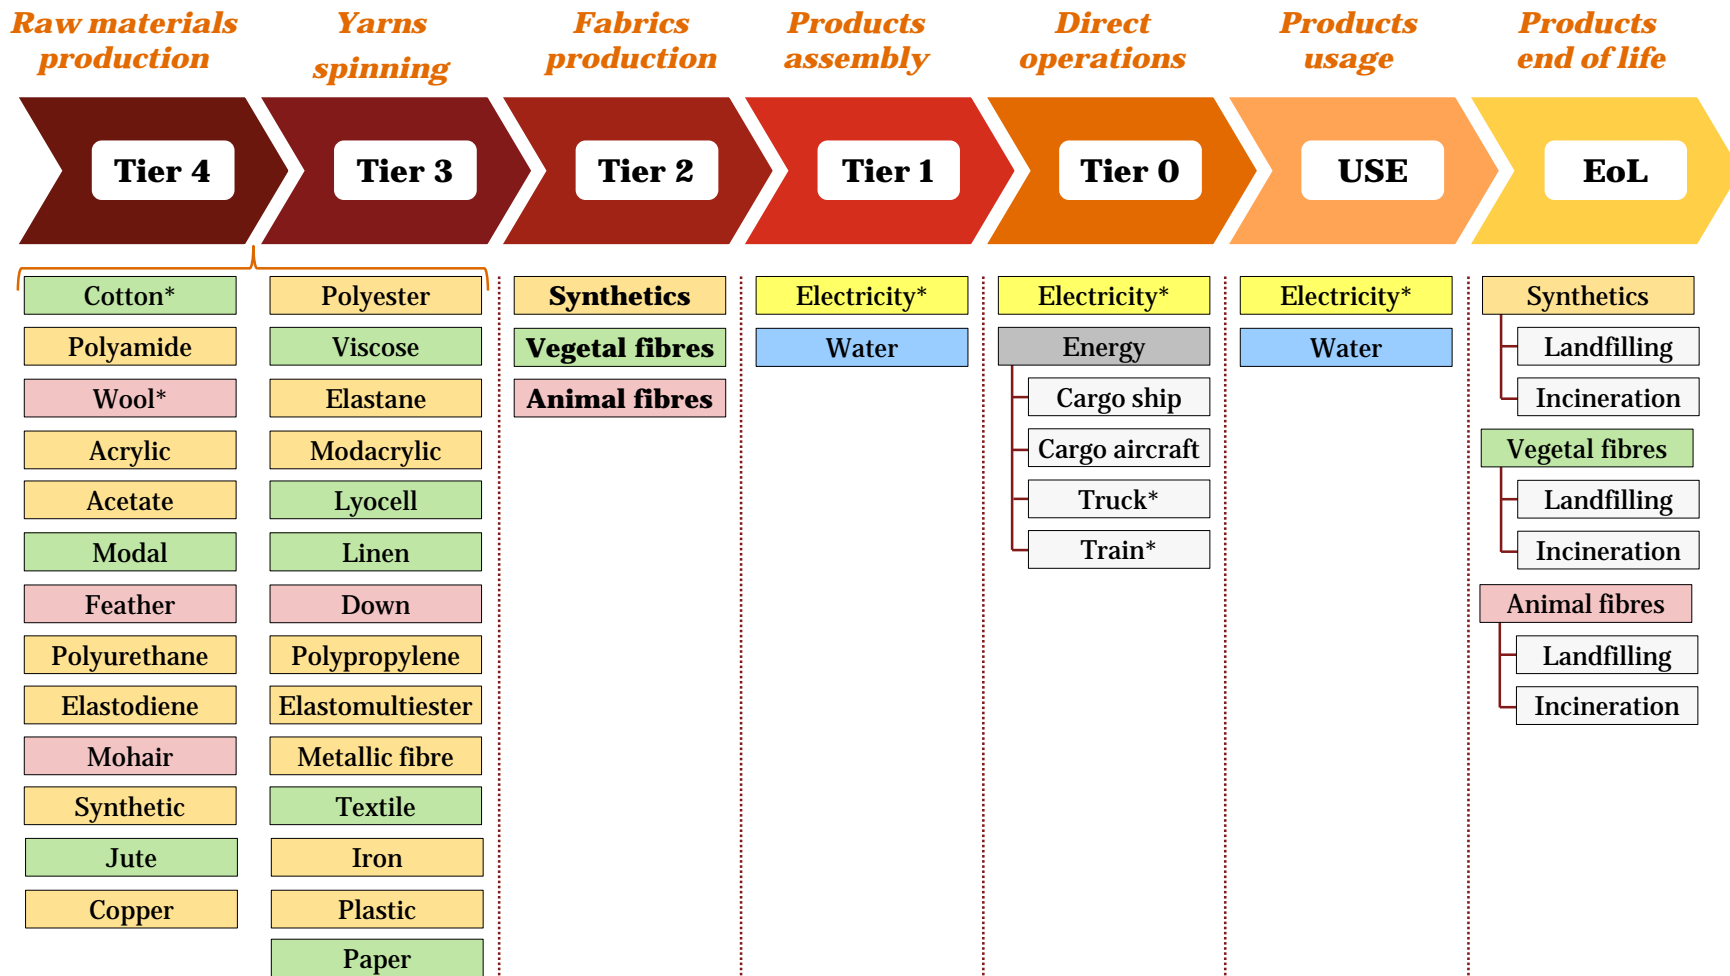 Raw materials
production
Yarns
spinning
Fabrics
production
Products
assembly
Direct
operations
Products
usage
Products
end of life
Tier 4
Tier 3
Tier 2
Tier 1
Tier 0
USE
EoL
Cotton*
Polyamide
Wool*
Acrylic
Acetate
Modal
Feather
Polyurethane
Elastodiene
Mohair
Synthetic
Jute
Copper
Polyester
Viscose
Elastane
Modacrylic
Lyocell
Linen
Down
Polypropylene
Elastomultiester
Metallic fibre
Textile
Iron
Plastic
Paper
Synthetics
Vegetal fibres
Animal fibres
Electricity*
Water
Electricity*
Energy
Cargo ship
Cargo aircraft
Truck*
Train*
Electricity*
Water
Synthetics
Landfilling
Incineration
Vegetal fibres
Landfilling
Incineration
Animal fibres
Landfilling
Incineration